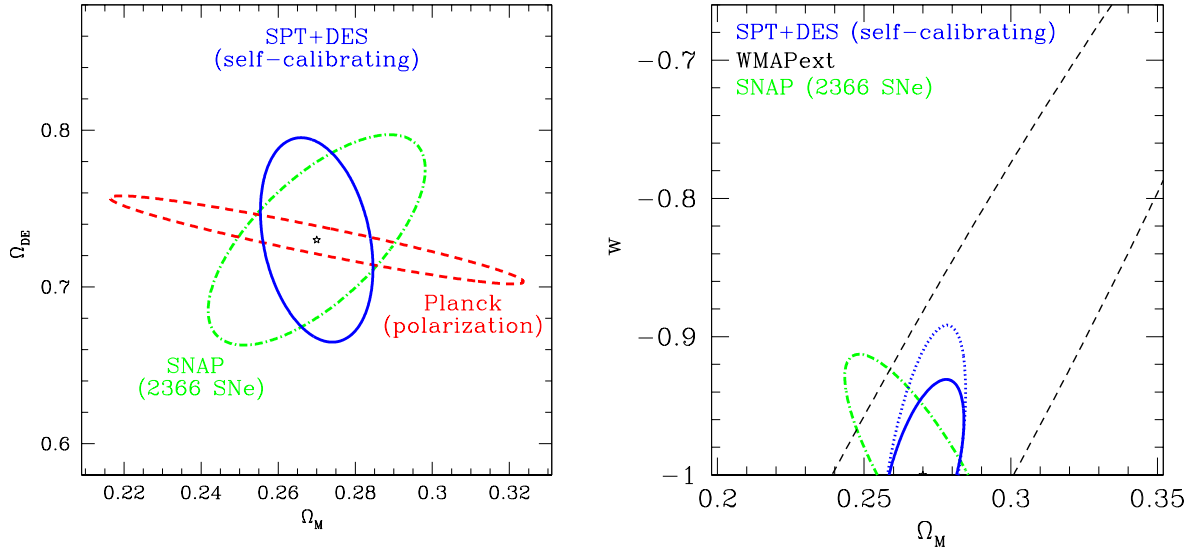 SPT+DES
(self-calibrating)
0.8
Ω_DE
0.7
Planck
(polarization)
SNAP
(2366 SNe)
0.6
0.22 0.24 0.26 0.28 0.3 0.32
Ω_M
SPT+DES (self-calibrating)
WMAPext
SNAP (2366 SNe)
−0.7
−0.8
w
−0.9
−1
0.2 0.25 0.3 0.35
Ω_M